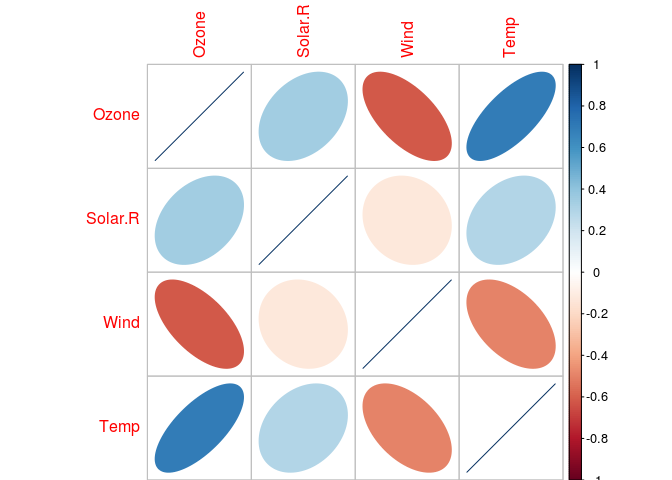 Ozone
Solar.R
Wind
Temp
Ozone
Solar.R
Wind
Temp
1
0.8
0.6
0.4
0.2
0
-0.2
-0.4
-0.6
-0.8
-1